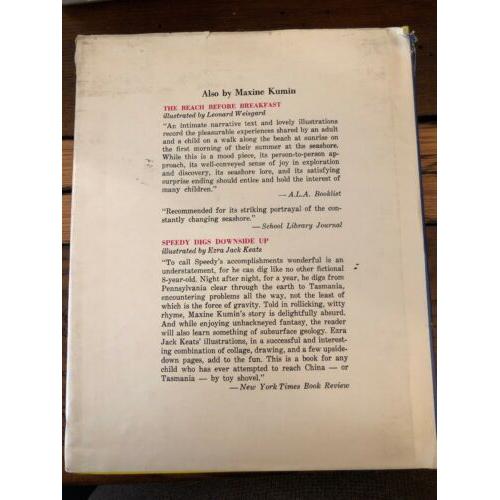 Also by Maxine Kumin
THE BEACH BEFORE BREAKFAST
illustrated by Leonard Weisgard
"An intimate narrative text and lovely illustrations
record the pleasurable experiences shared by an adult
and a child on a walk along the beach at sunrise on
the first morning of their summer at the seashore.
While this is a mood piece, its person-to-person ap-
proach, its well-conveyed sense of joy in exploration
and discovery, its seashore lore, and its satisfying
surprise ending should entice and hold the interest of
many children."
— A.L.A. Booklist
"Recommended for its striking portrayal of the con-
stantly changing seashore."
— School Library Journal
SPEEDY DIGS DOWNSIDE UP
illustrated by Ezra Jack Keats
"To call Speedy's accomplishments wonderful is an
understatement, for he can dig like no other fictional
8-year-old. Night after night, for a year, he digs from
Pennsylvania clear through the earth to Tasmania,
encountering problems all the way, not the least of
which is the force of gravity. Told in rollicking, witty
rhyme, Maxine Kumin's story is delightfully absurd.
And while enjoying unhackneyed fantasy, the reader
will also learn something of subsurface geology. Ezra
Jack Keats' illustrations, in a successful and interest-
ing combination of collage, drawing, and a few upside-
down pages, add to the fun. This is a book for any
child who has ever attempted to reach China — or
Tasmania — by toy shovel."
— New York Times Book Review